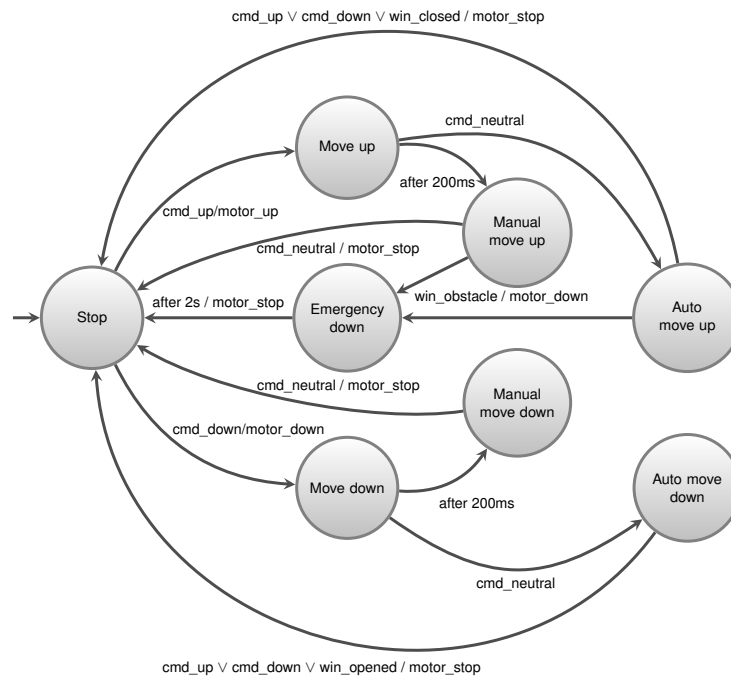 cmd_up ∨ cmd_down ∨ win_closed / motor_stop
cmd_neutral
Move up
after 200ms
cmd_up/motor_up
Manual
move up
cmd_neutral / motor_stop
win_obstacle / motor_down
after 2s / motor_stop
Stop
Emergency
down
Auto
move up
cmd_neutral / motor_stop
Manual
move down
cmd_down/motor_down
Move down
after 200ms
Auto move
down
cmd_neutral
cmd_up ∨ cmd_down ∨ win_opened / motor_stop